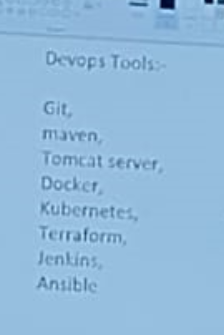 Devops Tools:-
Git,
maven,
Tomcat server,
Docker,
Kubernetes,
Terraform,
Jenkins,
Ansible